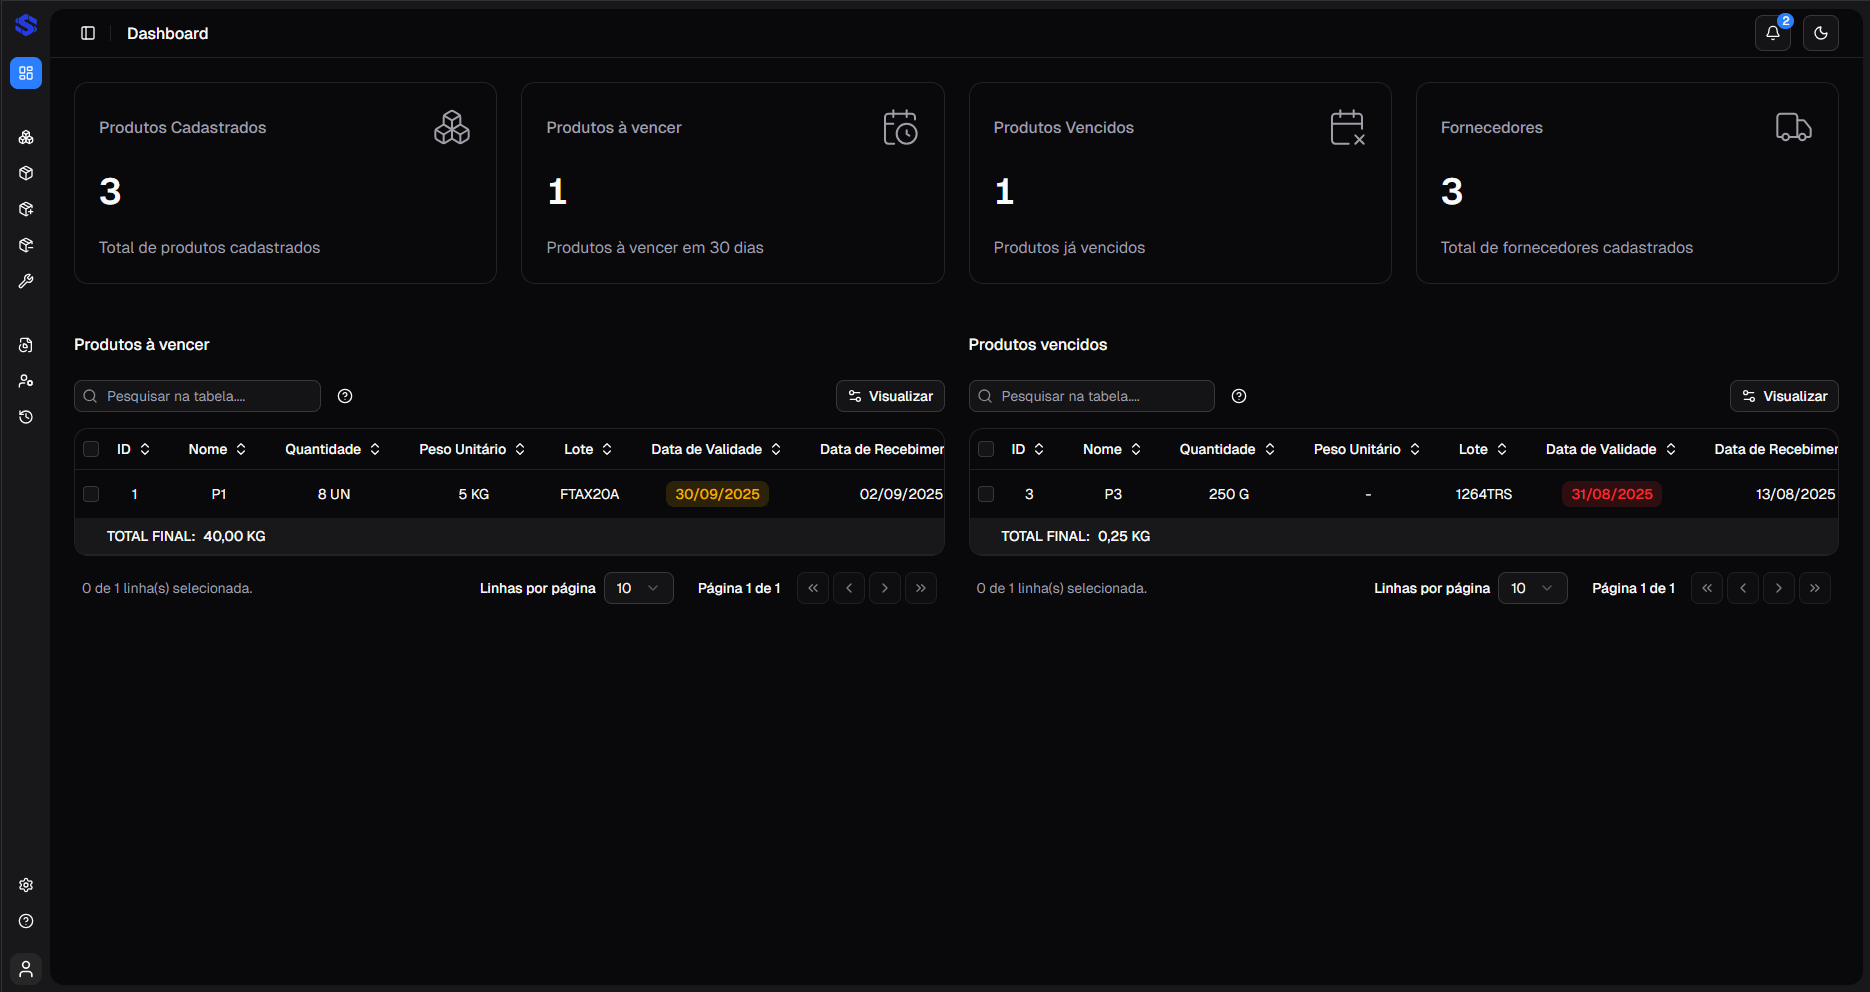 Dashboard
2
Produtos Cadastrados
3
Total de produtos cadastrados
Produtos à vencer
1
Produtos à vencer em 30 dias
Produtos Vencidos
1
Produtos já vencidos
Fornecedores
3
Total de fornecedores cadastrados
Produtos à vencer
Pesquisar na tabela....
Visualizar
ID Nome Quantidade Peso Unitário Lote Data de Validade Data de Recebimer
1 P1 8 UN 5 KG FTAX20A 30/09/2025 02/09/2025
TOTAL FINAL: 40,00 KG
0 de 1 linha(s) selecionada.
Linhas por página 10 Página 1 de 1
Produtos vencidos
Pesquisar na tabela....
Visualizar
ID Nome Quantidade Peso Unitário Lote Data de Validade Data de Recebimer
3 P3 250 G - 1264TRS 31/08/2025 13/08/2025
TOTAL FINAL: 0,25 KG
0 de 1 linha(s) selecionada.
Linhas por página 10 Página 1 de 1